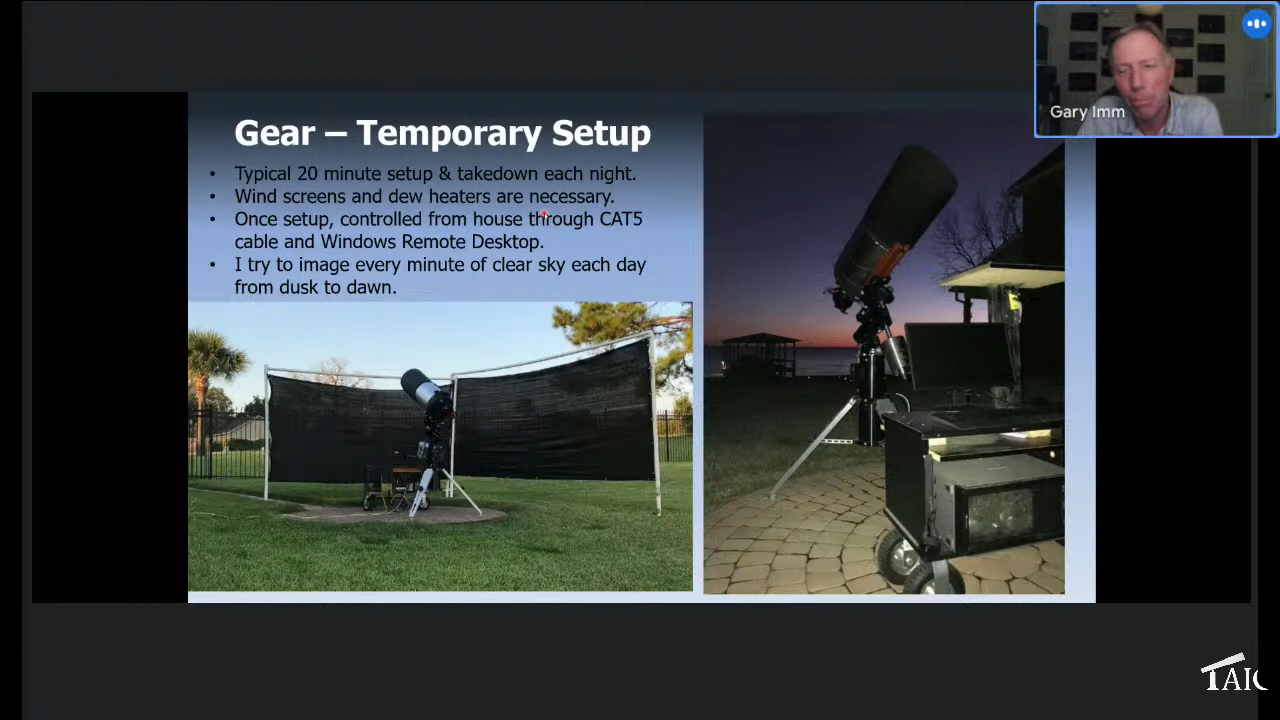 Gear – Temporary Setup
• Typical 20 minute setup & takedown each night.
• Wind screens and dew heaters are necessary.
• Once setup, controlled from house through CAT5
cable and Windows Remote Desktop.
• I try to image every minute of clear sky each day
from dusk to dawn.
Gary Imm
TAIC